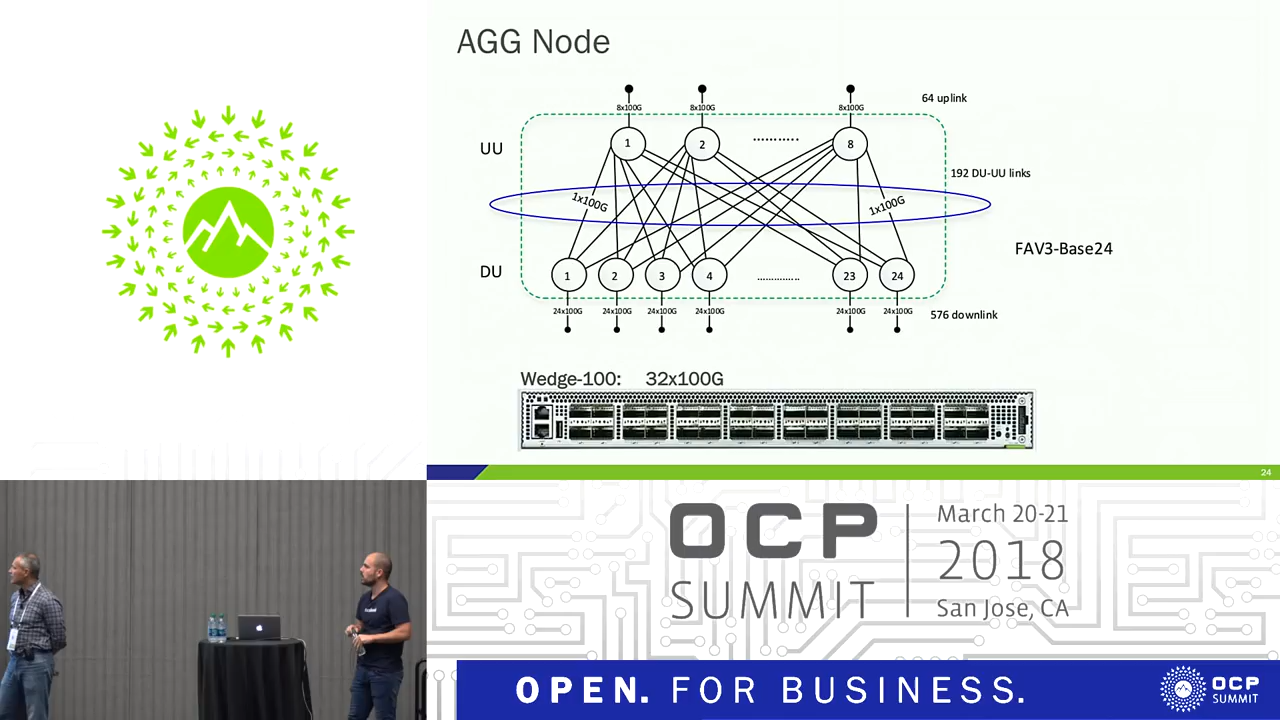 AGG Node
8x100G 8x100G 8x100G
64 uplink
UU
1 2 ........... 8
192 DU-UU links
1x100G 1x100G
FAV3-Base24
DU
1 2 3 4 .............. 23 24
24x100G 24x100G 24x100G 24x100G 24x100G 24x100G
576 downlink
Wedge-100: 32x100G
24
OCP
SUMMIT
March 20-21
2018
San Jose, CA
OPEN. FOR BUSINESS.
OCP
SUMMIT